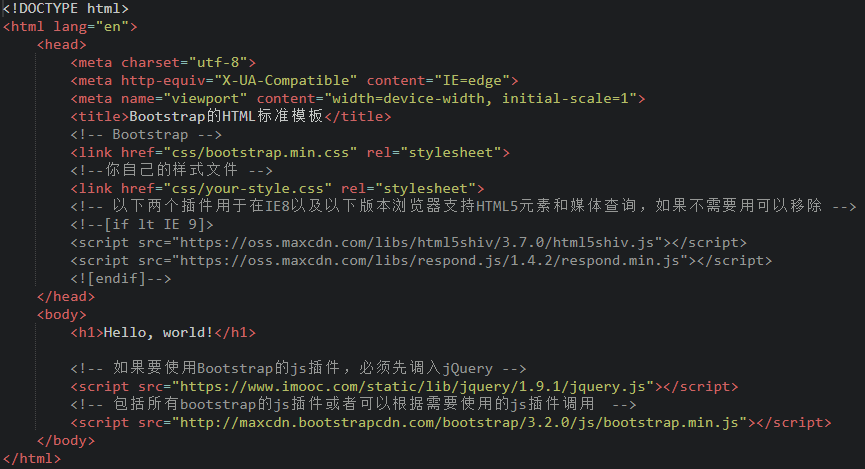 <!DOCTYPE html>
<html lang="en">
<head>
<meta charset="utf-8">
<meta http-equiv="X-UA-Compatible" content="IE=edge">
<meta name="viewport" content="width=device-width, initial-scale=1">
<title>Bootstrap的HTML标准模板</title>
<!-- Bootstrap -->
<link href="css/bootstrap.min.css" rel="stylesheet">
<!--你自己的样式文件 -->
<link href="css/your-style.css" rel="stylesheet">
<!-- 以下两个插件用于在IE8以及以下版本浏览器支持HTML5元素和媒体查询，如果不需要用可以移除 -->
<!--[if lt IE 9]>
<script src="https://oss.maxcdn.com/libs/html5shiv/3.7.0/html5shiv.js"></script>
<script src="https://oss.maxcdn.com/libs/respond.js/1.4.2/respond.min.js"></script>
<![endif]-->
</head>
<body>
<h1>Hello, world!</h1>
<!-- 如果要使用Bootstrap的js插件，必须先调入jQuery -->
<script src="https://www.imooc.com/static/lib/jquery/1.9.1/jquery.js"></script>
<!-- 包括所有bootstrap的js插件或者可以根据需要使用的js插件调用　-->
<script src="http://maxcdn.bootstrapcdn.com/bootstrap/3.2.0/js/bootstrap.min.js"></script>
</body>
</html>